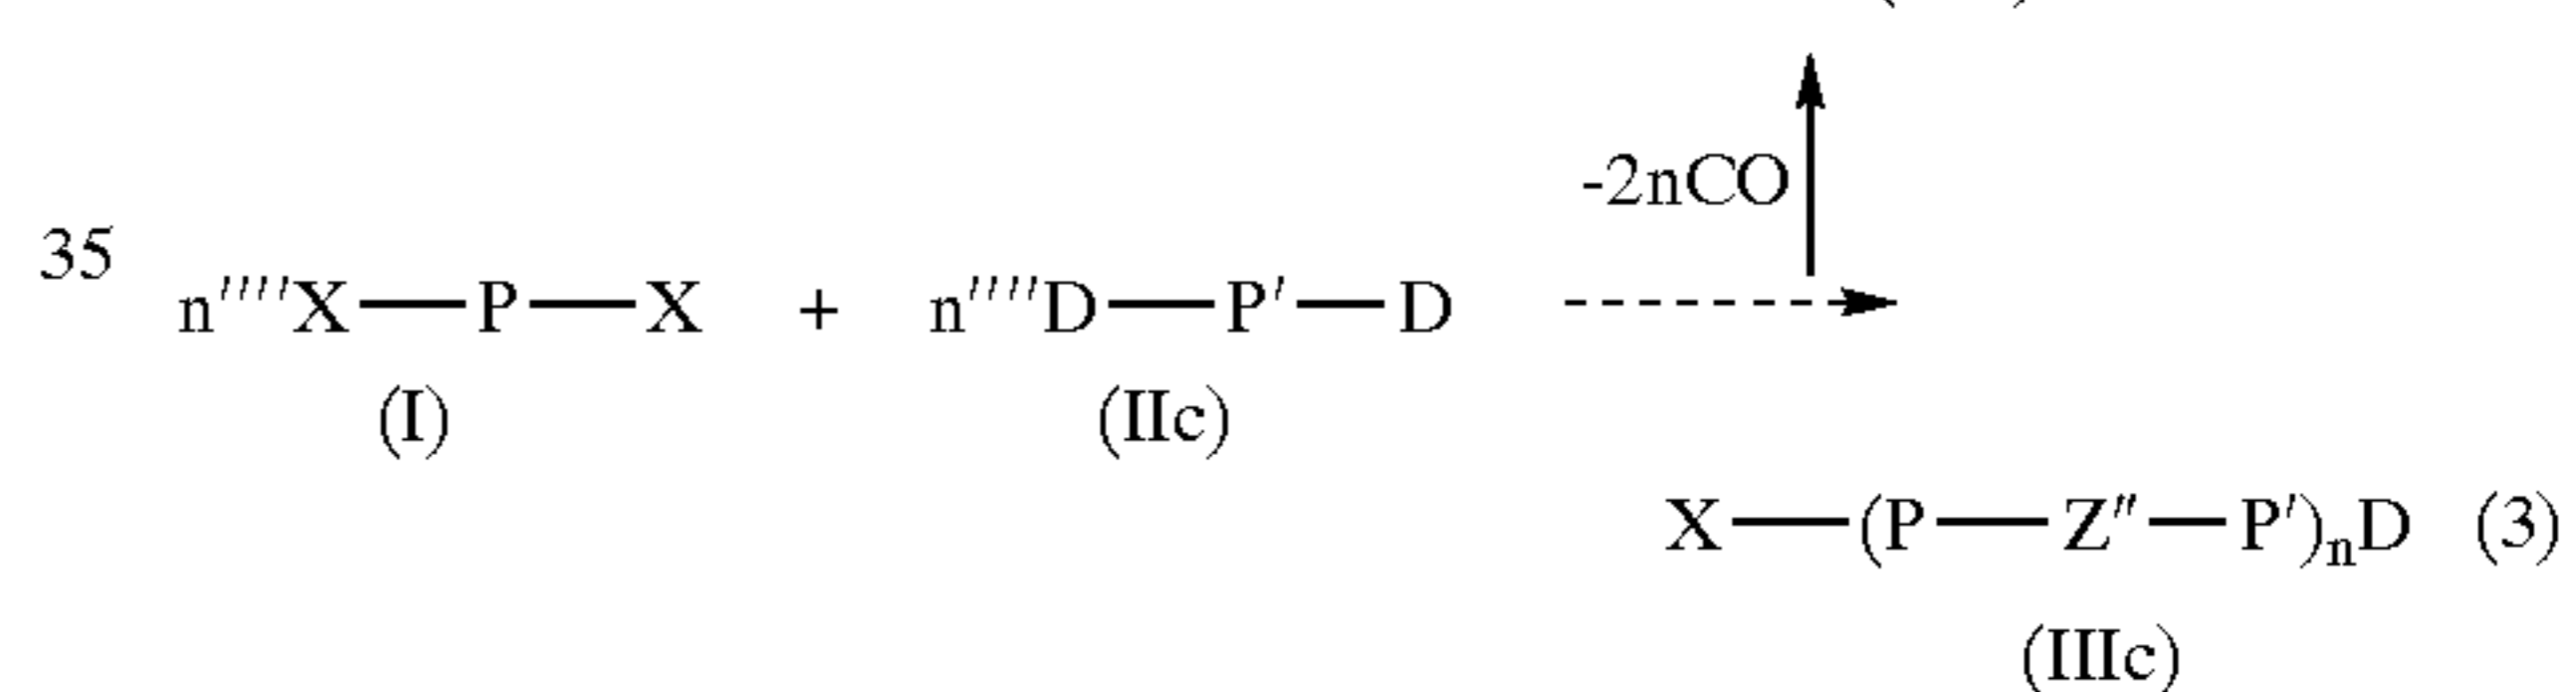 -2nCO
35
n''''X—P—X + n''''D—P'—D
(I) (IIc)
X—(P—Z''—P')nD (3)
(IIIc)